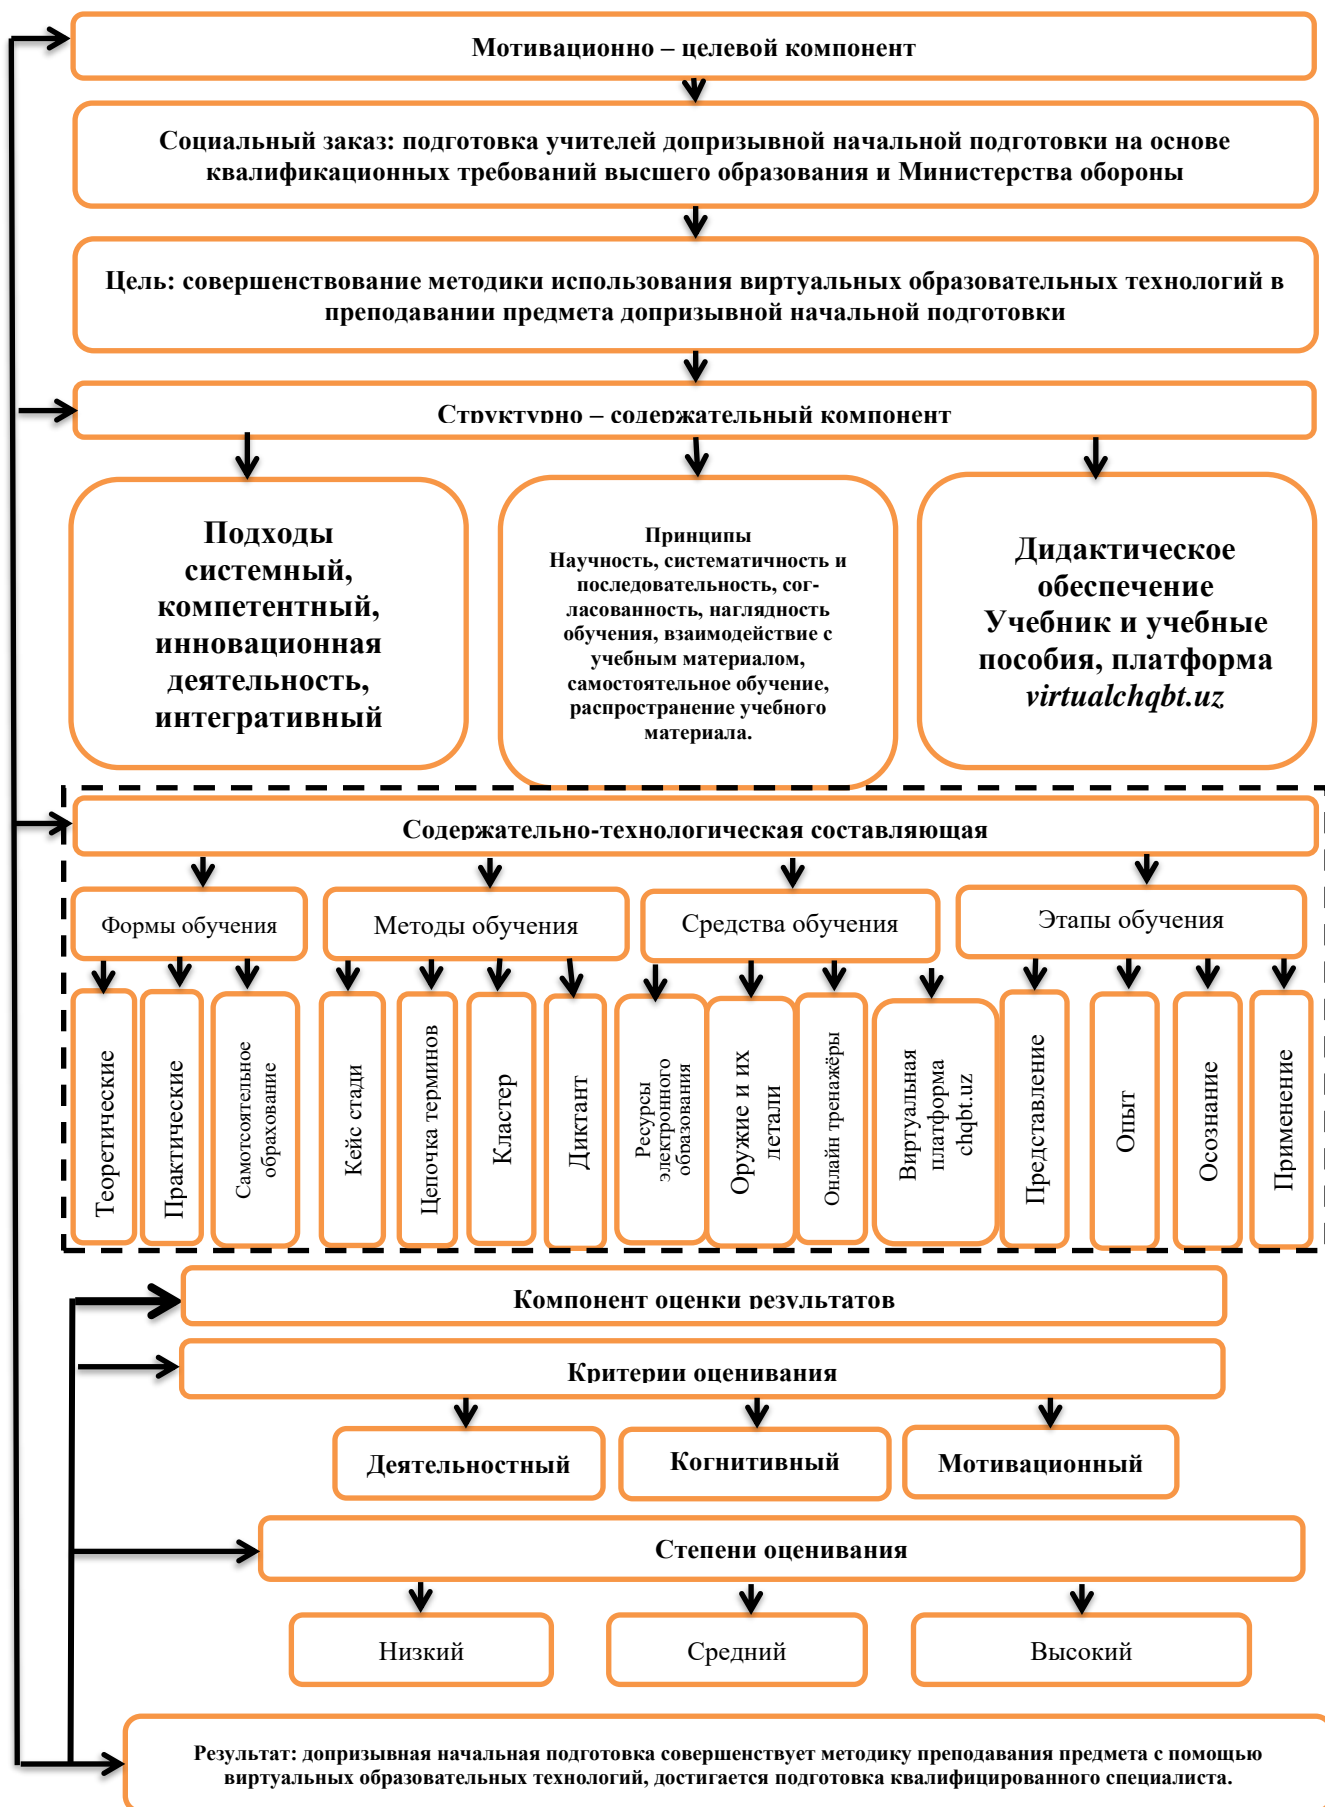 Мотивационно – целевой компонент
Социальный заказ: подготовка учителей допризывной начальной подготовки на основе
квалификационных требований высшего образования и Министерства обороны
Цель: совершенствование методики использования виртуальных образовательных технологий в
преподавании предмета допризывной начальной подготовки
Структурно – содержательный компонент
Подходы
системный,
компетентный,
инновационная
деятельность,
интегративный
Принципы
Научность, систематичность и
последовательность, сог-
ласованность, наглядность
обучения, взаимодействие с
учебным материалом,
самостоятельное обучение,
распространение учебного
материала.
Дидактическое
обеспечение
Учебник и учебные
пособия, платформа
virtualchqbt.uz
Содержательно-технологическая составляющая
Формы обучения
Методы обучения
Средства обучения
Этапы обучения
Теоретические
Практические
Самотсоятельное
обрахование
Кейс стади
Цепочка терминов
Кластер
Диктант
Ресурсы
электронного
образования
Оружие и их
детали
Онлайн тренажёры
Виртуальная
платформа
chqbt.uz
Представление
Опыт
Осознание
Применение
Компонент оценки результатов
Критерии оценивания
Деятельностный
Когнитивный
Мотивационный
Степени оценивания
Низкий
Средний
Высокий
Результат: допризывная начальная подготовка совершенствует методику преподавания предмета с помощью
виртуальных образовательных технологий, достигается подготовка квалифицированного специалиста.